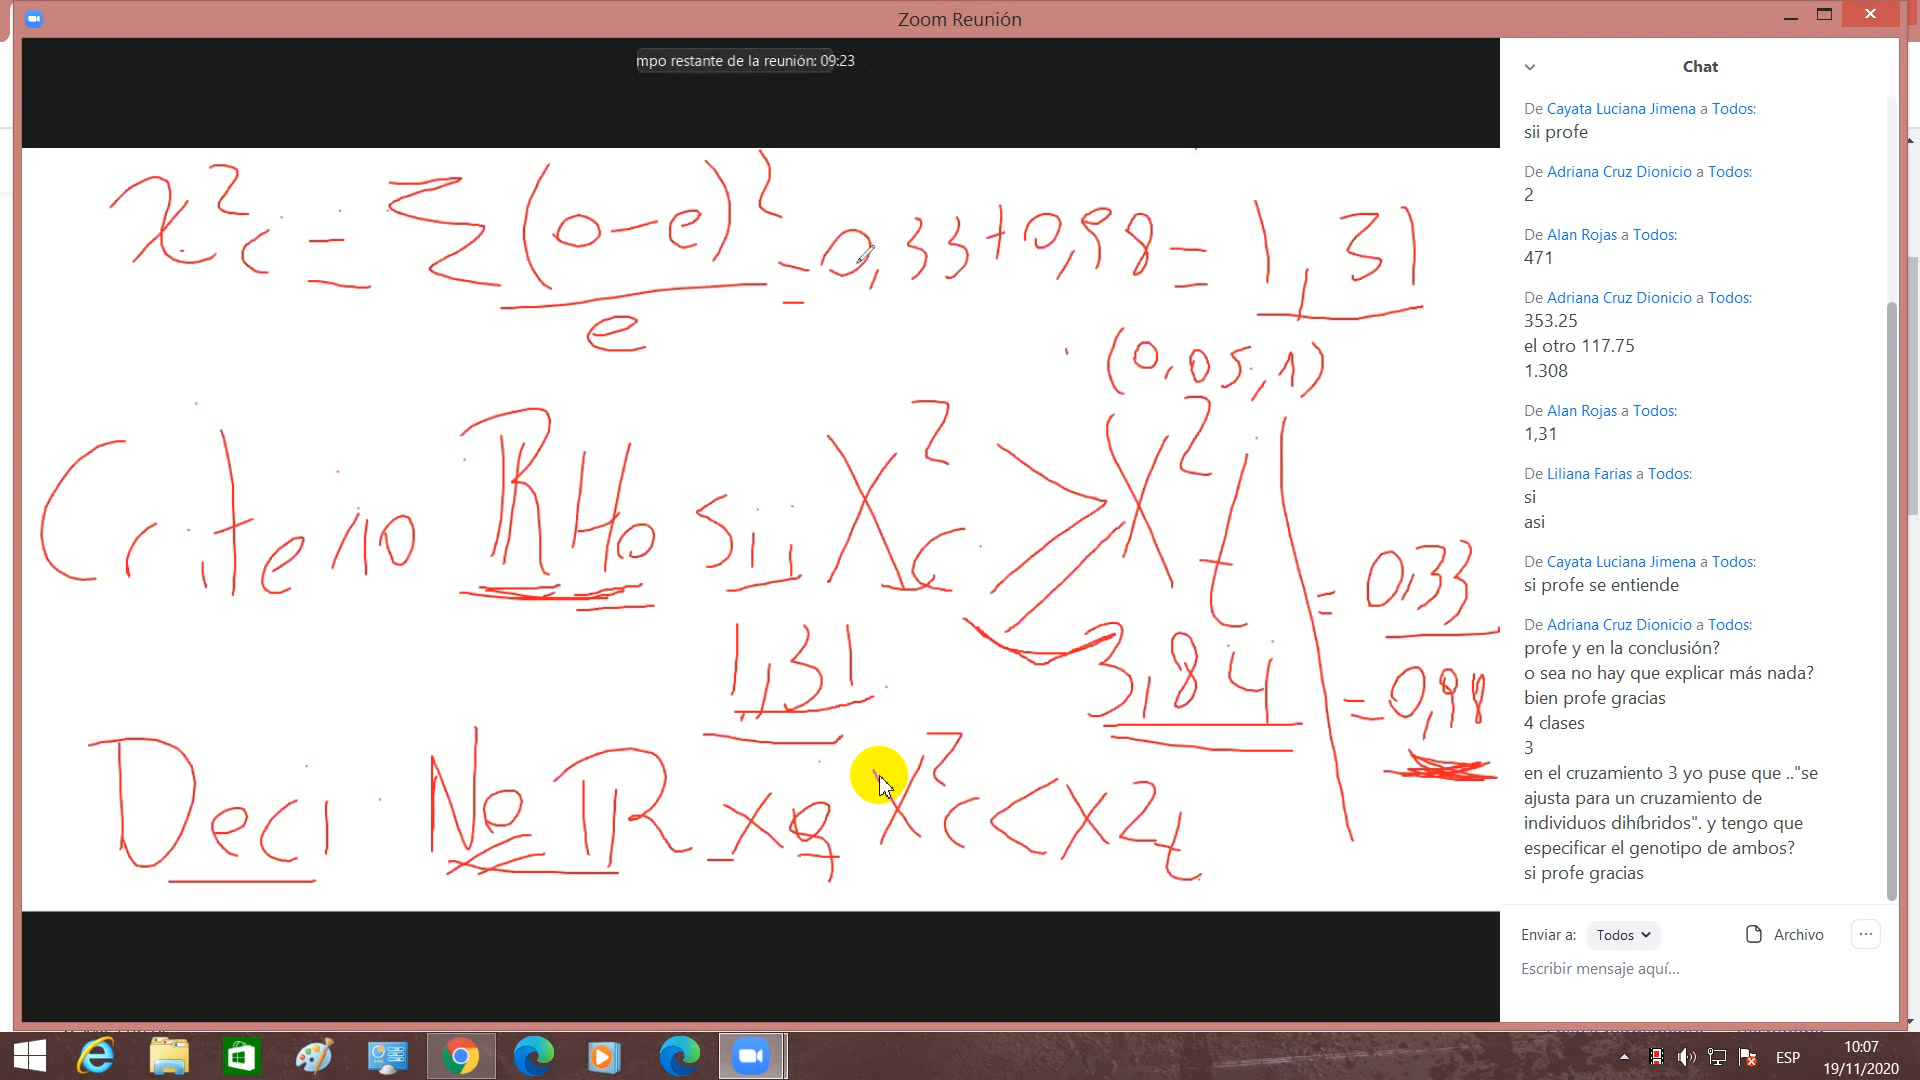 Zoom Reunión
mpo restante de la reunión: 09:23
χ²c = Σ (o-e)² / e = 0,33 + 0,98 = 1,31
(0,05,1)
Criterio RHo sii X²c > X²t
= 0,33
1,31 3,84
= 0,98
Deci No R xq X²c < X2t
Chat
De Cayata Luciana Jimena a Todos:
sii profe
De Adriana Cruz Dionicio a Todos:
2
De Alan Rojas a Todos:
471
De Adriana Cruz Dionicio a Todos:
353.25
el otro 117.75
1.308
De Alan Rojas a Todos:
1,31
De Liliana Farías a Todos:
si
asi
De Cayata Luciana Jimena a Todos:
si profe se entiende
De Adriana Cruz Dionicio a Todos:
profe y en la conclusión?
o sea no hay que explicar más nada?
bien profe gracias
4 clases
3
en el cruzamiento 3 yo puse que .."se
ajusta para un cruzamiento de
individuos dihíbridos". y tengo que
especificar el genotipo de ambos?
si profe gracias
Enviar a: Todos Archivo
Escribir mensaje aquí...
ESP
10:07
19/11/2020